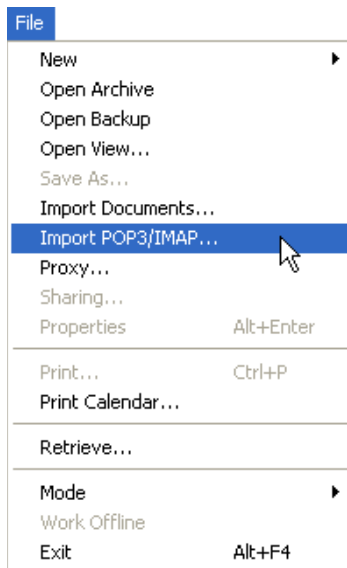 File
New
Open Archive
Open Backup
Open View...
Save As...
Import Documents...
Import POP3/IMAP...
Proxy...
Sharing...
Properties Alt+Enter
Print... Ctrl+P
Print Calendar...
Retrieve...
Mode
Work Offline
Exit Alt+F4